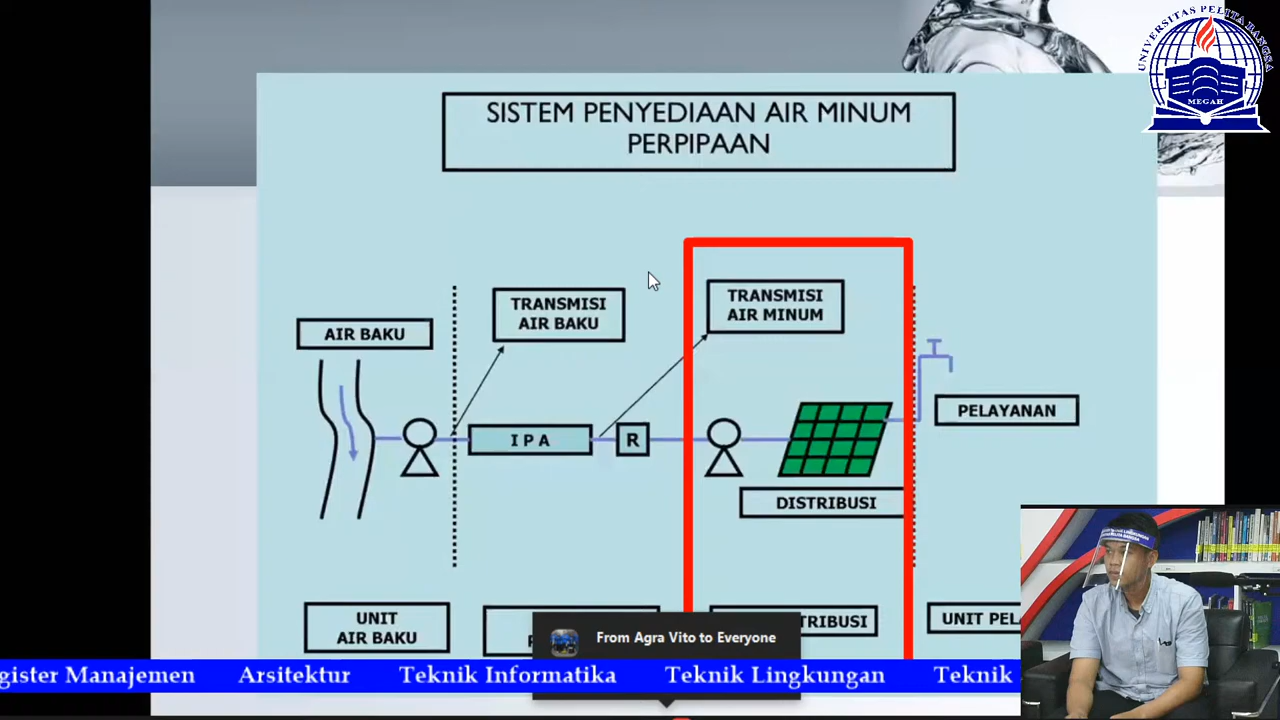 UNIVERSITAS PELITA BANGSA
MEGAH
SISTEM PENYEDIAAN AIR MINUM
PERPIPAAN
AIR BAKU
TRANSMISI
AIR BAKU
TRANSMISI
AIR MINUM
I P A
R
PELAYANAN
DISTRIBUSI
UNIT
AIR BAKU
TRIBUSI
UNIT PEL
From Agra Vito to Everyone
gister Manajemen Arsitektur Teknik Informatika Teknik Lingkungan Teknik